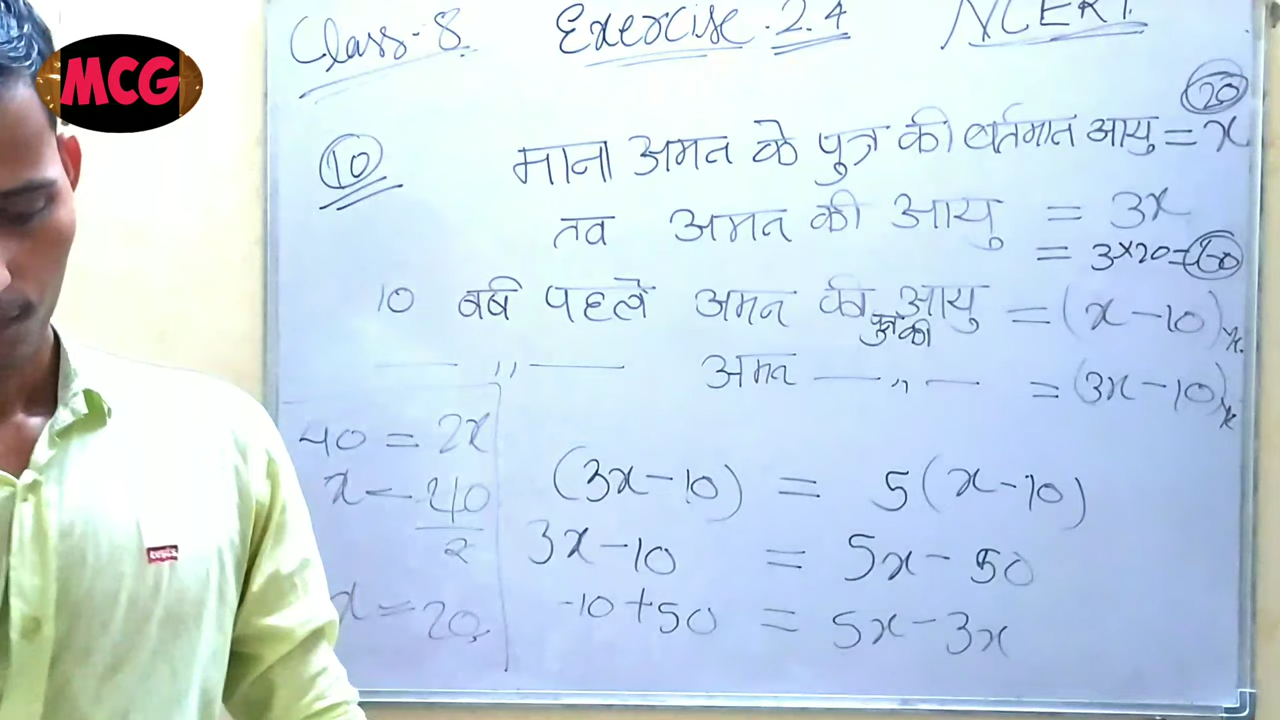 MCG
Class-8 Exercise 2.4 NCERT
10 माना अमन के पुत्र की वर्तमान आयु = x 20
तब अमन की आयु = 3x
= 3×20 = 60
10 वर्ष पहले अमन की आयु = (x-10)
पुत्र की
— ,, — अमन — ,, — = (3x-10)
40 = 2x
x - 40
2
x = 20
(3x-10) = 5(x-10)
3x-10 = 5x-50
-10+50 = 5x-3x